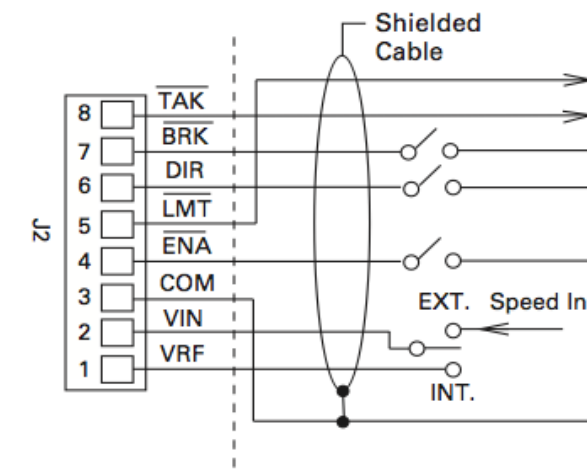 Shielded
Cable
8 TAK
7 BRK
6 DIR
J2
5 LMT
4 ENA
3 COM
EXT. Speed In
2 VIN
1 VRF
INT.